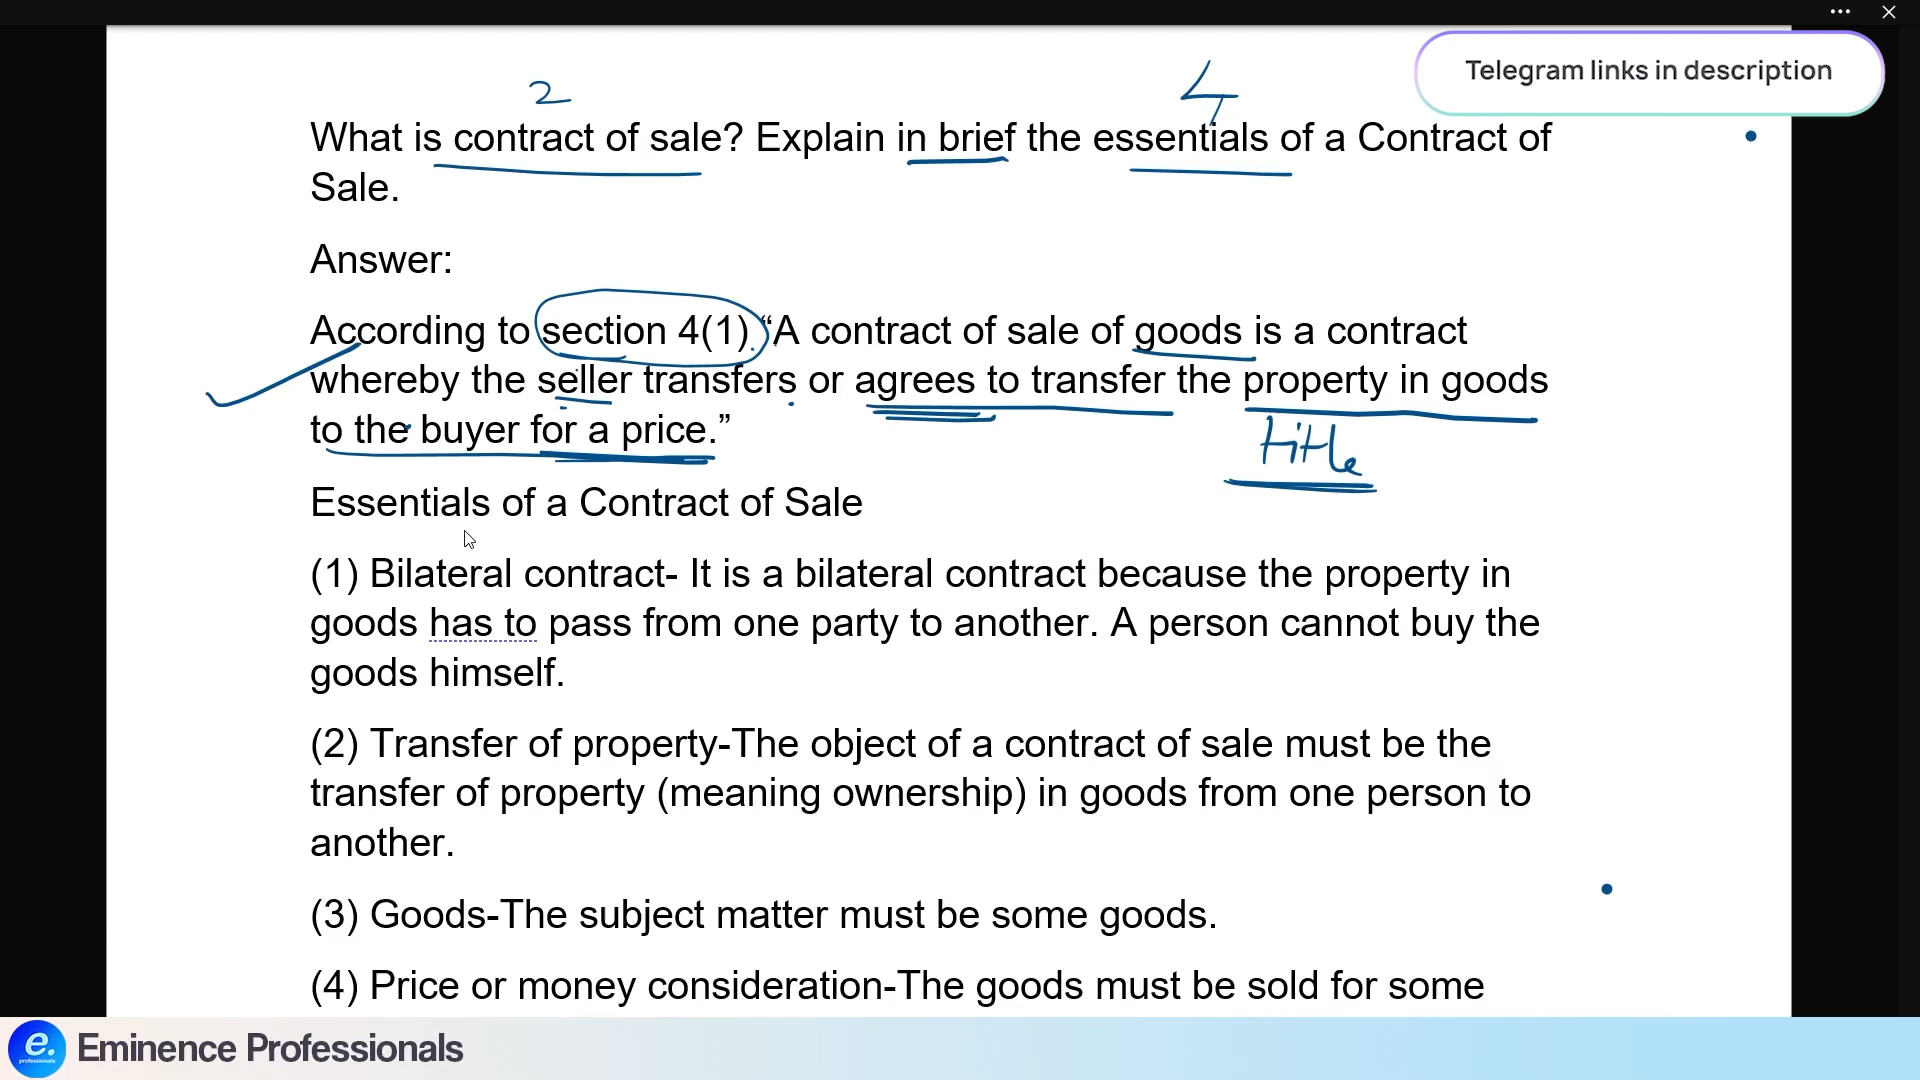 Telegram links in description
2
4
What is contract of sale? Explain in brief the essentials of a Contract of
Sale.
Answer:
According to section 4(1) “A contract of sale of goods is a contract
whereby the seller transfers or agrees to transfer the property in goods
to the buyer for a price.”
title
Essentials of a Contract of Sale
(1) Bilateral contract- It is a bilateral contract because the property in
goods has to pass from one party to another. A person cannot buy the
goods himself.
(2) Transfer of property-The object of a contract of sale must be the
transfer of property (meaning ownership) in goods from one person to
another.
(3) Goods-The subject matter must be some goods.
(4) Price or money consideration-The goods must be sold for some
e. professionals
Eminence Professionals